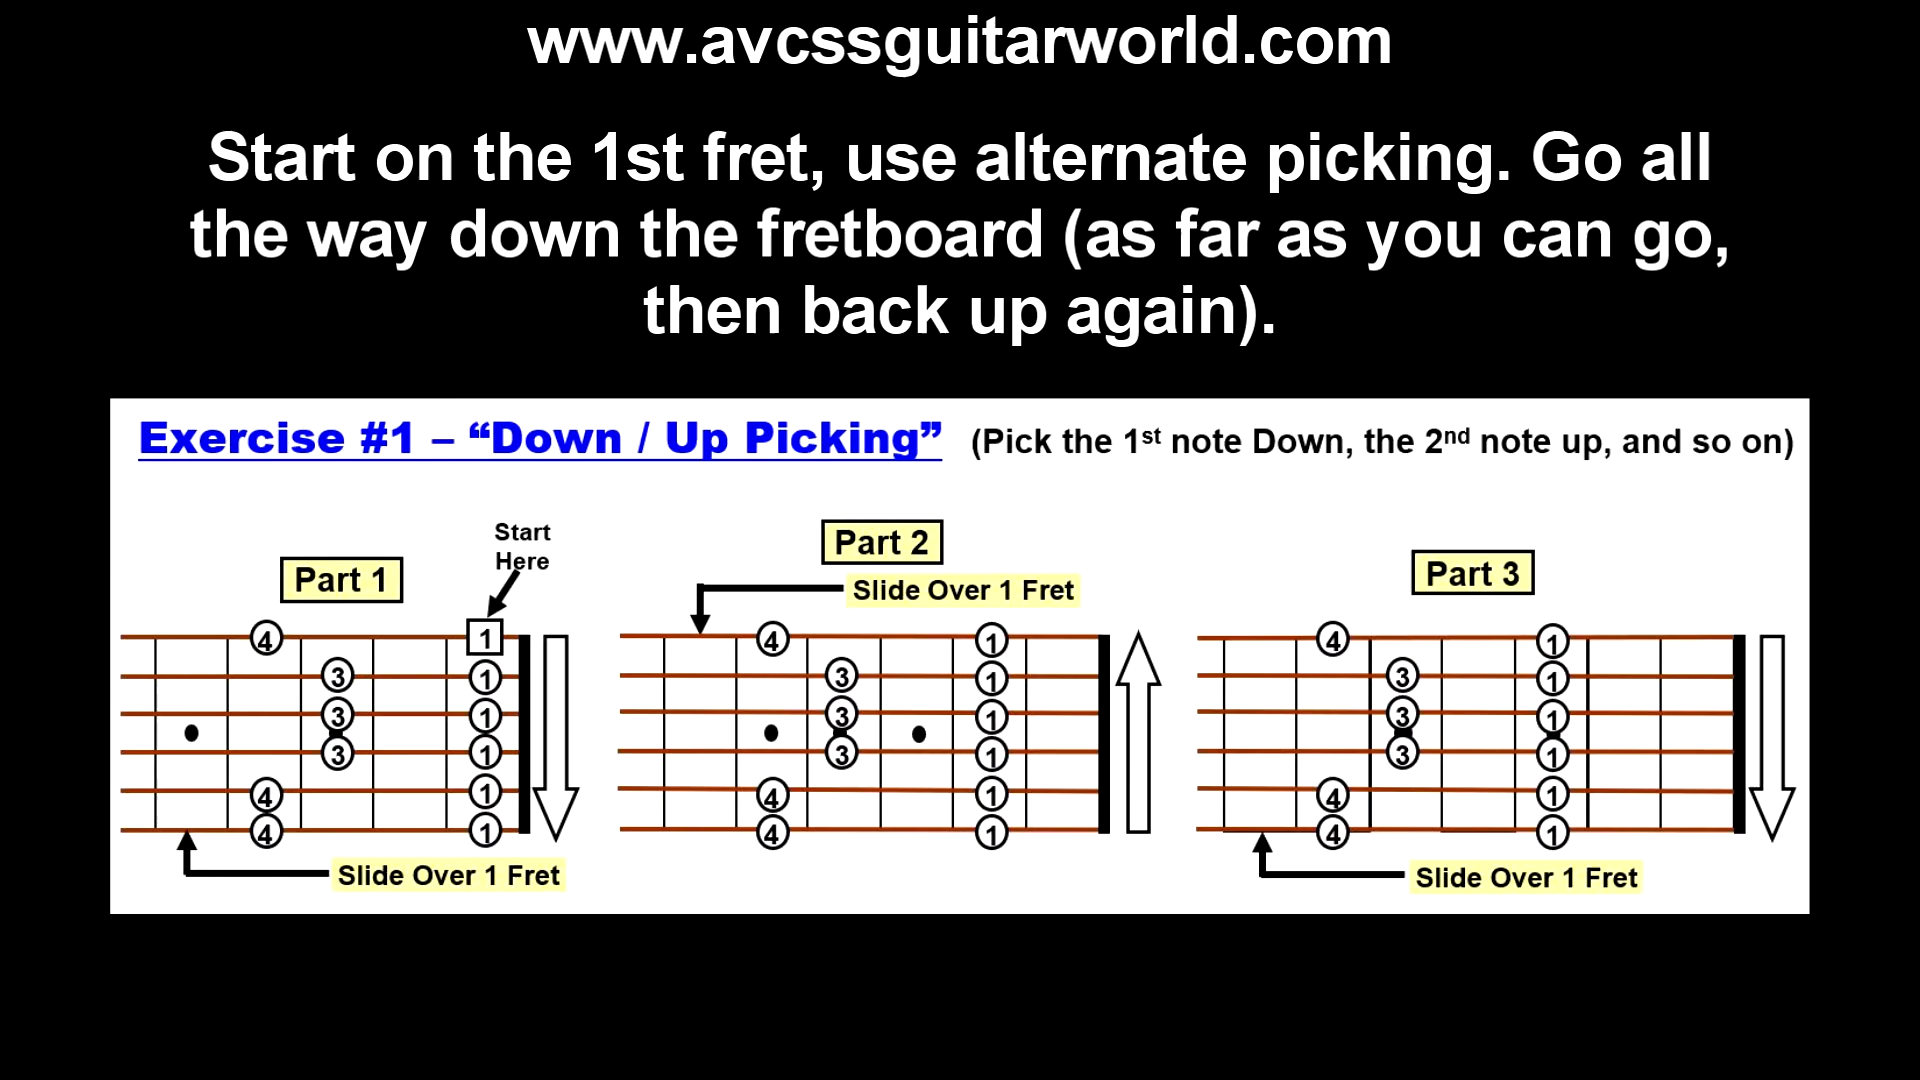 www.avcssguitarworld.com
Start on the 1st fret, use alternate picking. Go all
the way down the fretboard (as far as you can go,
then back up again).
Exercise #1 – “Down / Up Picking” (Pick the 1st note Down, the 2nd note up, and so on)
Start
Here
Part 1
4 1
3 1
3 1
3 1
4 1
4 1
Slide Over 1 Fret
Part 2
Slide Over 1 Fret
4 1
3 1
3 1
3 1
4 1
4 1
Part 3
4 1
3 1
3 1
3 1
4 1
4 1
Slide Over 1 Fret